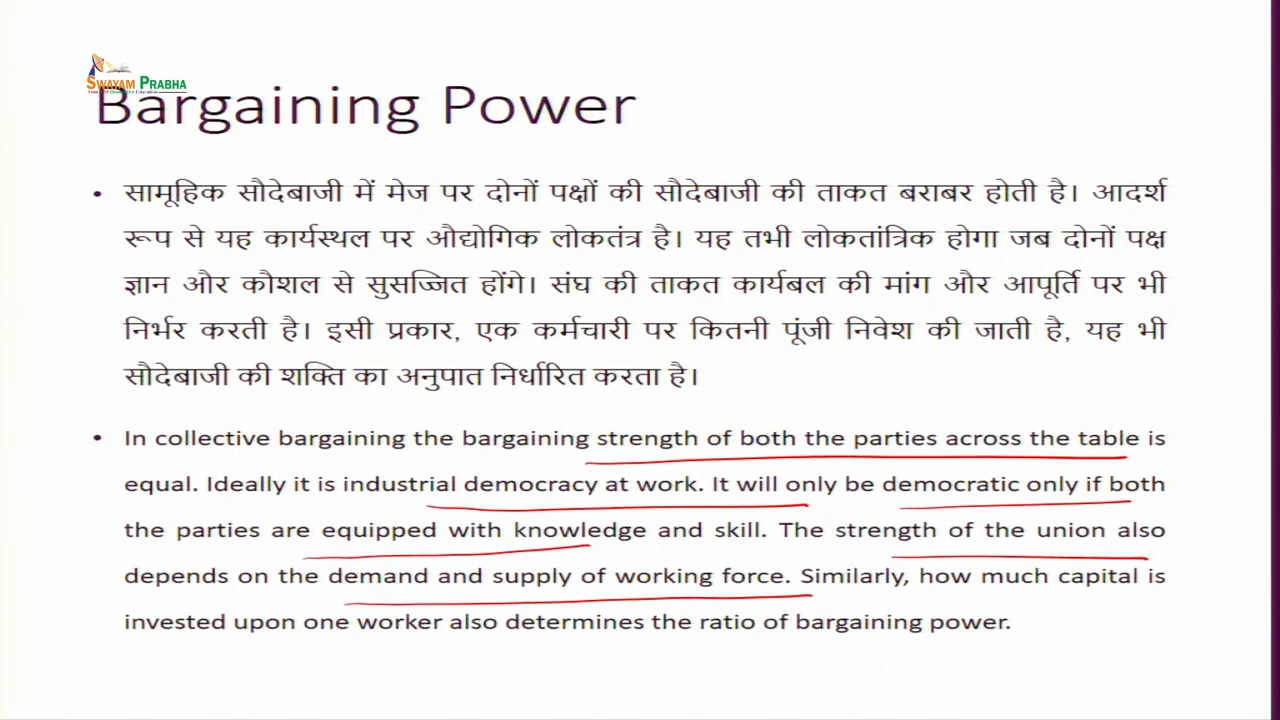 SWAYAM PRABHA
Bargaining Power
• सामूहिक सौदेबाजी में मेज पर दोनों पक्षों की सौदेबाजी की ताकत बराबर होती है। आदर्श
रूप से यह कार्यस्थल पर औद्योगिक लोकतंत्र है। यह तभी लोकतांत्रिक होगा जब दोनों पक्ष
ज्ञान और कौशल से सुसज्जित होंगे। संघ की ताकत कार्यबल की मांग और आपूर्ति पर भी
निर्भर करती है। इसी प्रकार, एक कर्मचारी पर कितनी पूंजी निवेश की जाती है, यह भी
सौदेबाजी की शक्ति का अनुपात निर्धारित करता है।
• In collective bargaining the bargaining strength of both the parties across the table is
equal. Ideally it is industrial democracy at work. It will only be democratic only if both
the parties are equipped with knowledge and skill. The strength of the union also
depends on the demand and supply of working force. Similarly, how much capital is
invested upon one worker also determines the ratio of bargaining power.